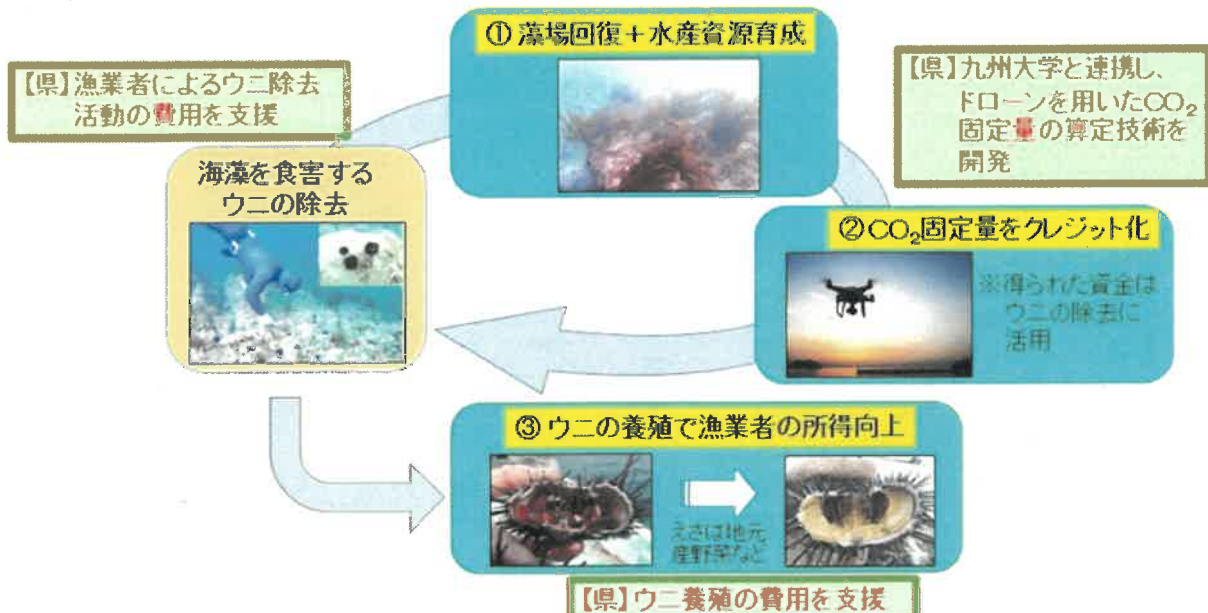 ①藻場回復＋水産資源育成
【県】漁業者によるウニ除去
活動の費用を支援
【県】九州大学と連携し、
ドローンを用いたCO₂
固定量の算定技術を
開発
海藻を食害する
ウニの除去
②CO₂固定量をクレジット化
※得られた資金は
ウニの除去に
活用
③ウニの養殖で漁業者の所得向上
えさは地元
産野菜など
【県】ウニ養殖の費用を支援